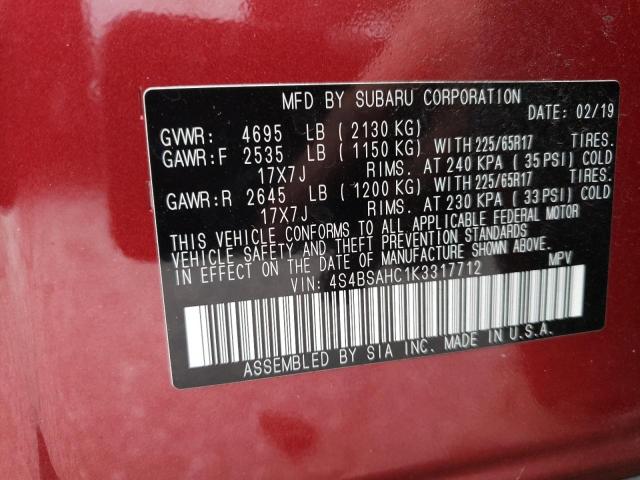 MFD BY SUBARU CORPORATION
DATE: 02/19
GVWR: 4695 LB ( 2130 KG)
GAWR:F 2535 LB ( 1150 KG) WITH 225/65R17 TIRES.
17X7J RIMS. AT 240 KPA ( 35 PSI) COLD
GAWR:R 2645 LB ( 1200 KG) WITH 225/65R17 TIRES.
17X7J RIMS. AT 230 KPA ( 33 PSI) COLD
THIS VEHICLE CONFORMS TO ALL APPLICABLE FEDERAL MOTOR
VEHICLE SAFETY AND THEFT PREVENTION STANDARDS
IN EFFECT ON THE DATE OF MANUFACTURE SHOWN ABOVE.
VIN: 4S4BSAHC1K3317712 MPV
ASSEMBLED BY SIA INC. MADE IN U.S.A.